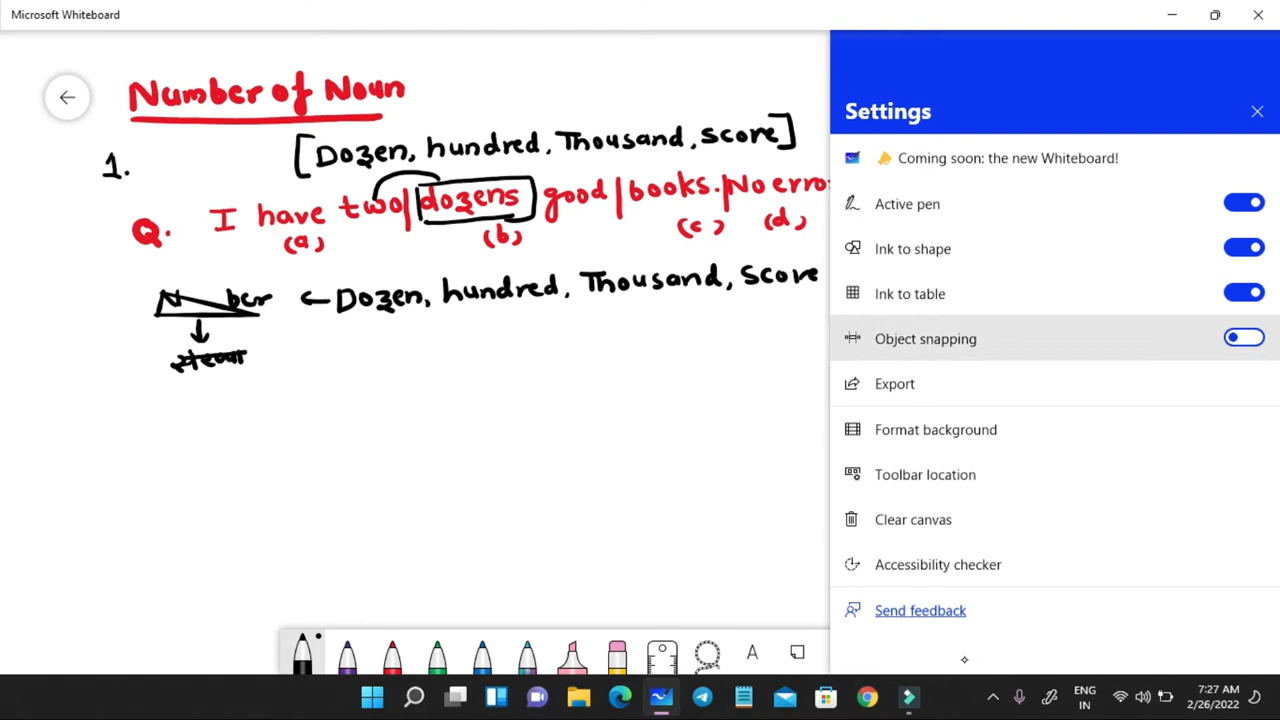 Microsoft Whiteboard
Number of Noun
[Dozen, hundred, Thousand, score]
1.
Q. I have two/dozens good/books./No error
(a) (b) (c) (d)
ber ← Dozen, hundred, Thousand, Score
Settings
Coming soon: the new Whiteboard!
Active pen
Ink to shape
Ink to table
Object snapping
Export
Format background
Toolbar location
Clear canvas
Accessibility checker
Send feedback
A
ENG
IN
7:27 AM
2/26/2022